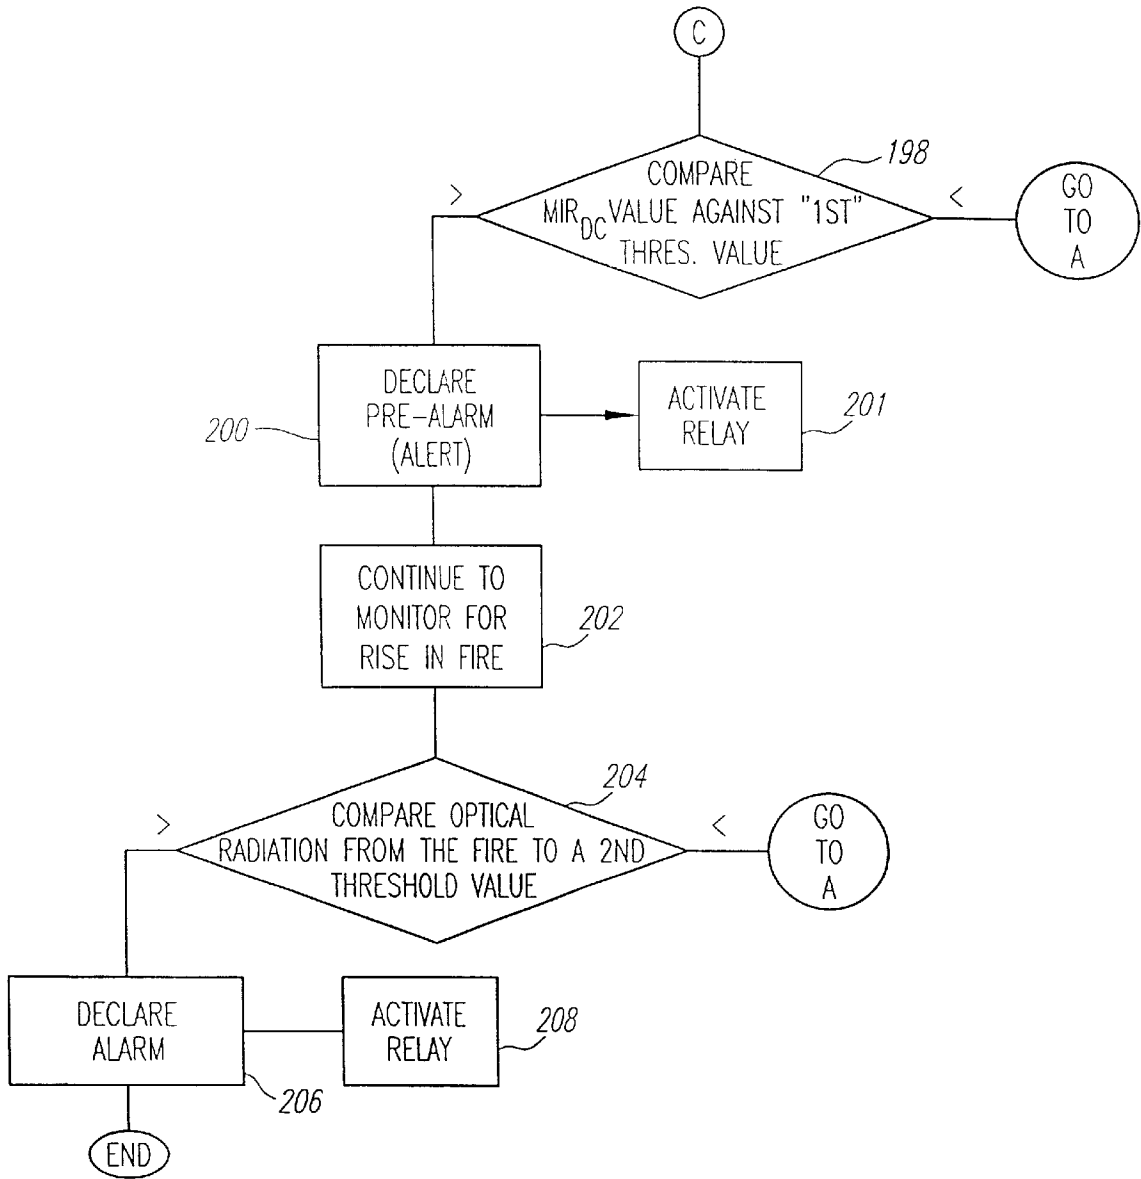 C
198
COMPARE
MIR_DC VALUE AGAINST "1ST"
THRES. VALUE
>
<
GO
TO
A
DECLARE
PRE-ALARM
(ALERT)
200
ACTIVATE
RELAY
201
CONTINUE TO
MONITOR FOR
RISE IN FIRE
202
204
COMPARE OPTICAL
RADIATION FROM THE FIRE TO A 2ND
THRESHOLD VALUE
>
<
GO
TO
A
DECLARE
ALARM
206
ACTIVATE
RELAY
208
END